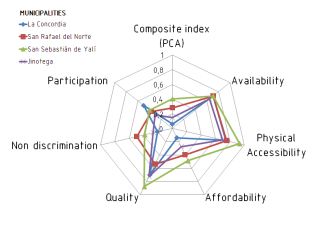 MUNICIPALITIES
La Concordia
San Rafael del Norte
San Sebastián de Yalí
Jinotega
Composite index
(PCA)
1
0,8
0,6
0,4
0,2
0
Availability
Physical
Accessibility
Affordability
Quality
Non discrimination
Participation